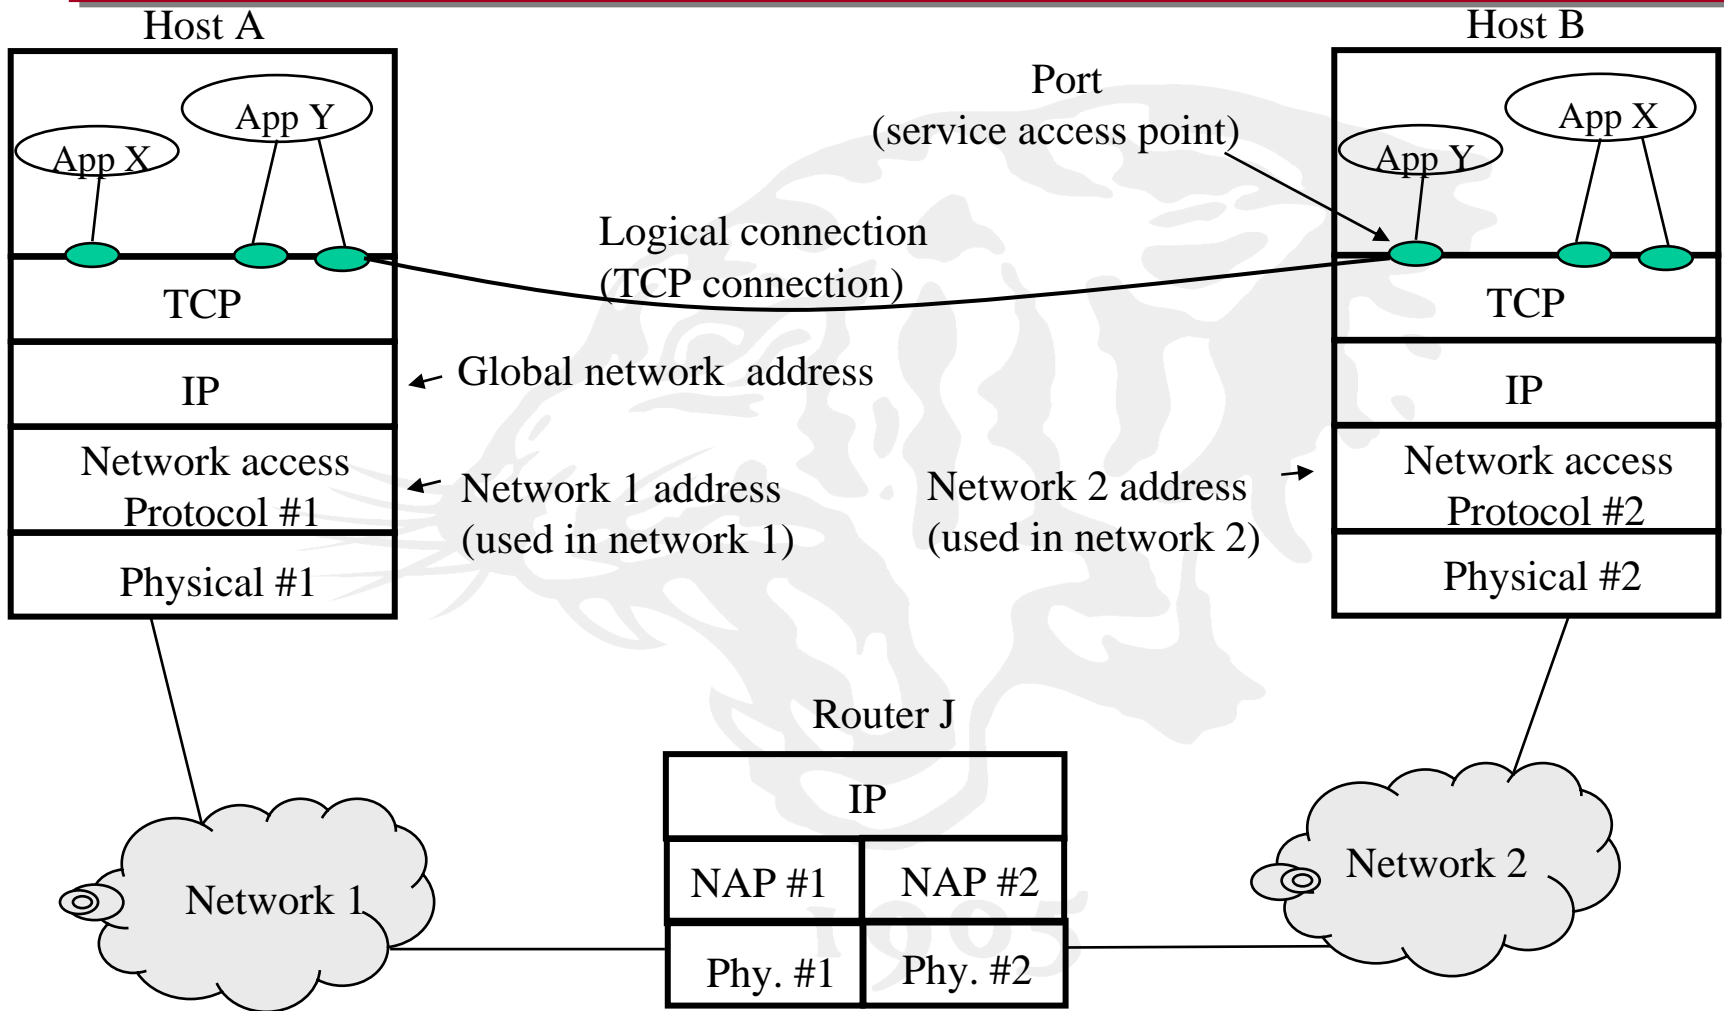 Host A
Host B
App X
App Y
Port
(service access point)
App Y
App X
Logical connection
(TCP connection)
TCP
TCP
IP
Global network address
IP
Network access
Protocol #1
Network 1 address
(used in network 1)
Network 2 address
(used in network 2)
Network access
Protocol #2
Physical #1
Physical #2
Router J
IP
NAP #1
NAP #2
Phy. #1
Phy. #2
Network 1
Network 2
1905